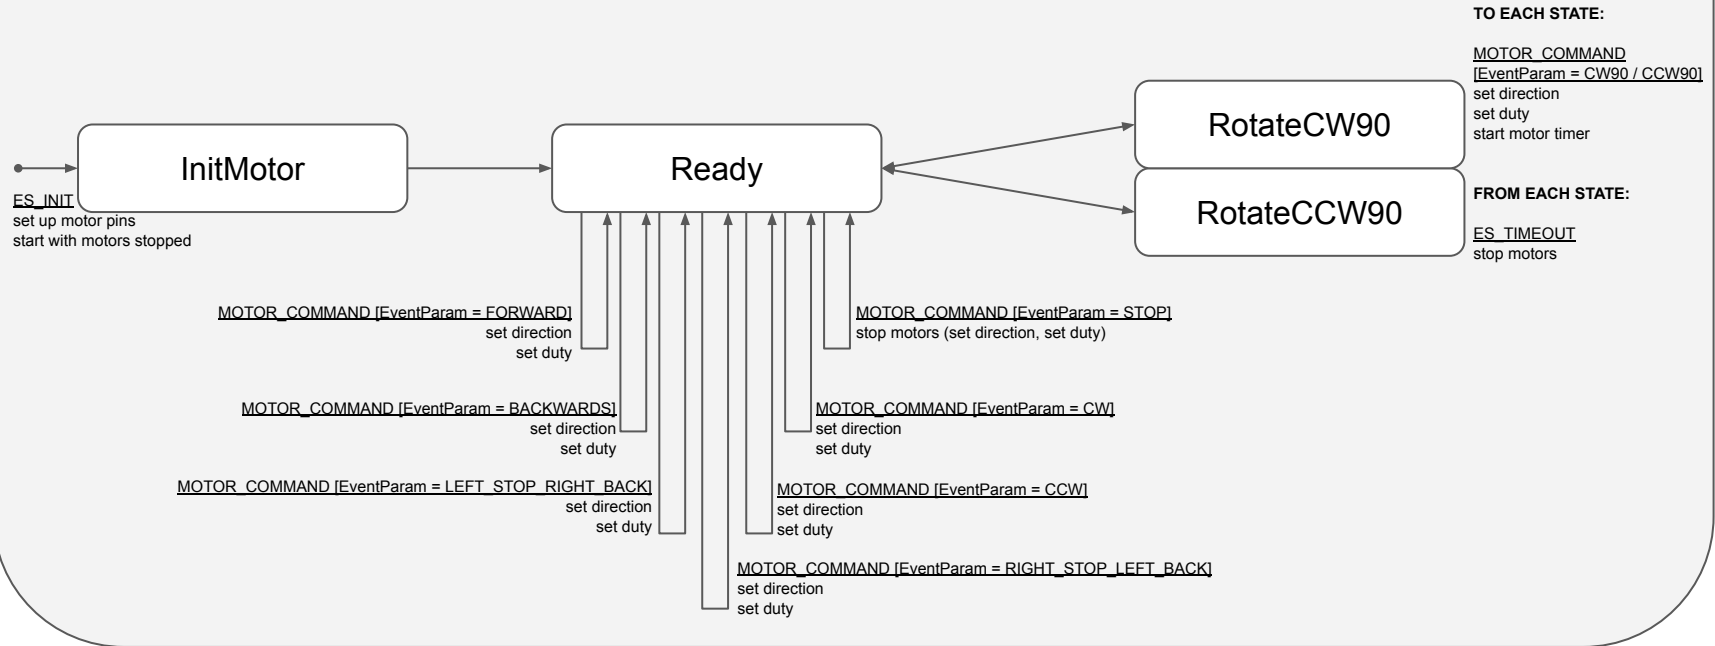 TO EACH STATE:
MOTOR_COMMAND
[EventParam = CW90 / CCW90]
set direction
set duty
start motor timer
InitMotor
Ready
RotateCW90
RotateCCW90
FROM EACH STATE:
ES_TIMEOUT
stop motors
ES_INIT
set up motor pins
start with motors stopped
MOTOR_COMMAND [EventParam = FORWARD]
set direction
set duty
MOTOR_COMMAND [EventParam = STOP]
stop motors (set direction, set duty)
MOTOR_COMMAND [EventParam = BACKWARDS]
set direction
set duty
MOTOR_COMMAND [EventParam = CW]
set direction
set duty
MOTOR_COMMAND [EventParam = LEFT_STOP_RIGHT_BACK]
set direction
set duty
MOTOR_COMMAND [EventParam = CCW]
set direction
set duty
MOTOR_COMMAND [EventParam = RIGHT_STOP_LEFT_BACK]
set direction
set duty